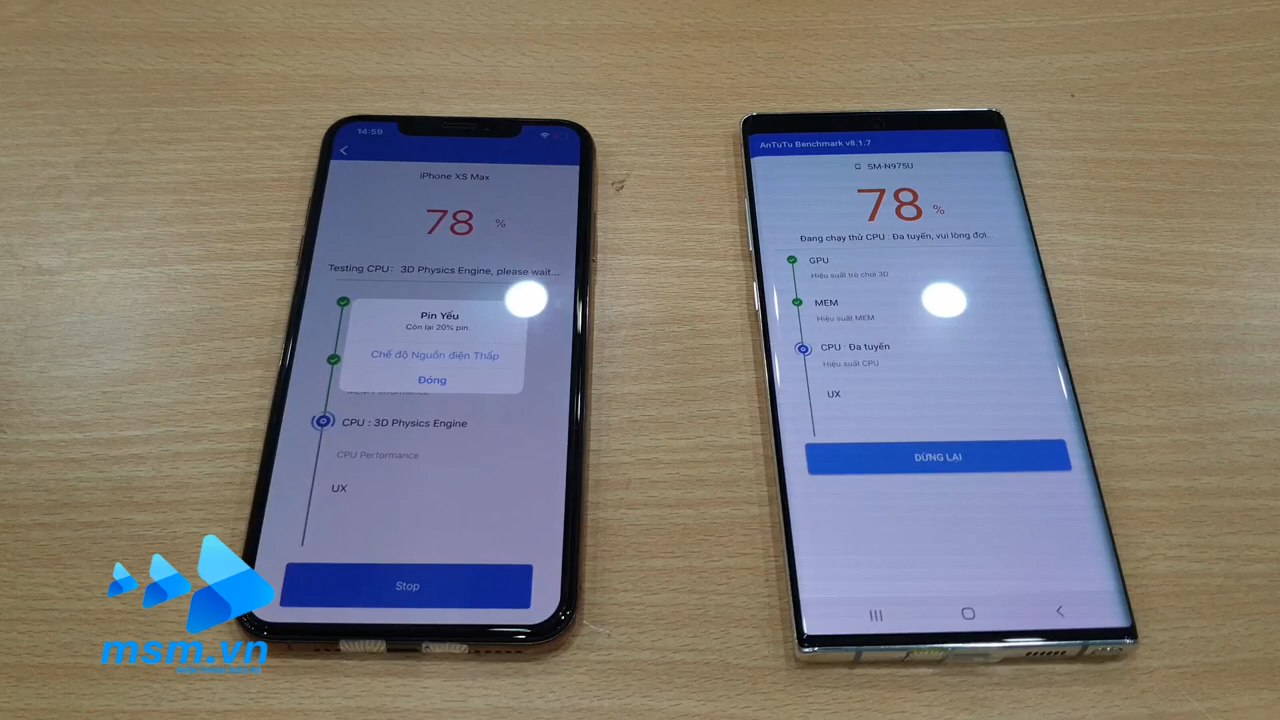 14:59
iPhone XS Max
78 %
Testing CPU: 3D Physics Engine, please wait...
Pin Yếu
Còn lại 20% pin.
Chế độ Nguồn điện Thấp
Đóng
CPU : 3D Physics Engine
CPU Performance
UX
Stop
AnTuTu Benchmark v8.1.7
SM-N975U
78 %
Đang chạy thử CPU : Đa tuyến, vui lòng đợi...
GPU
Hiệu suất trò chơi 3D
MEM
Hiệu suất MEM
CPU : Đa tuyến
Hiệu suất CPU
UX
DỪNG LẠI
msm.vn